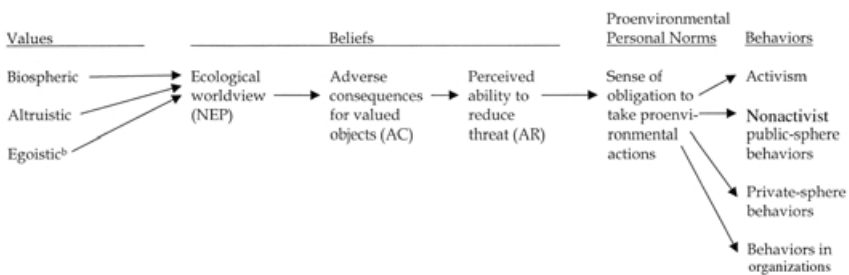 Values
Beliefs
Proenvironmental
Personal Norms
Behaviors
Biospheric
Altruistic
Egoisticᵇ
Ecological
worldview
(NEP)
Adverse
consequences
for valued
objects (AC)
Perceived
ability to
reduce
threat (AR)
Sense of
obligation to
take proenvi-
ronmental
actions
Activism
Nonactivist
public-sphere
behaviors
Private-sphere
behaviors
Behaviors in
organizations